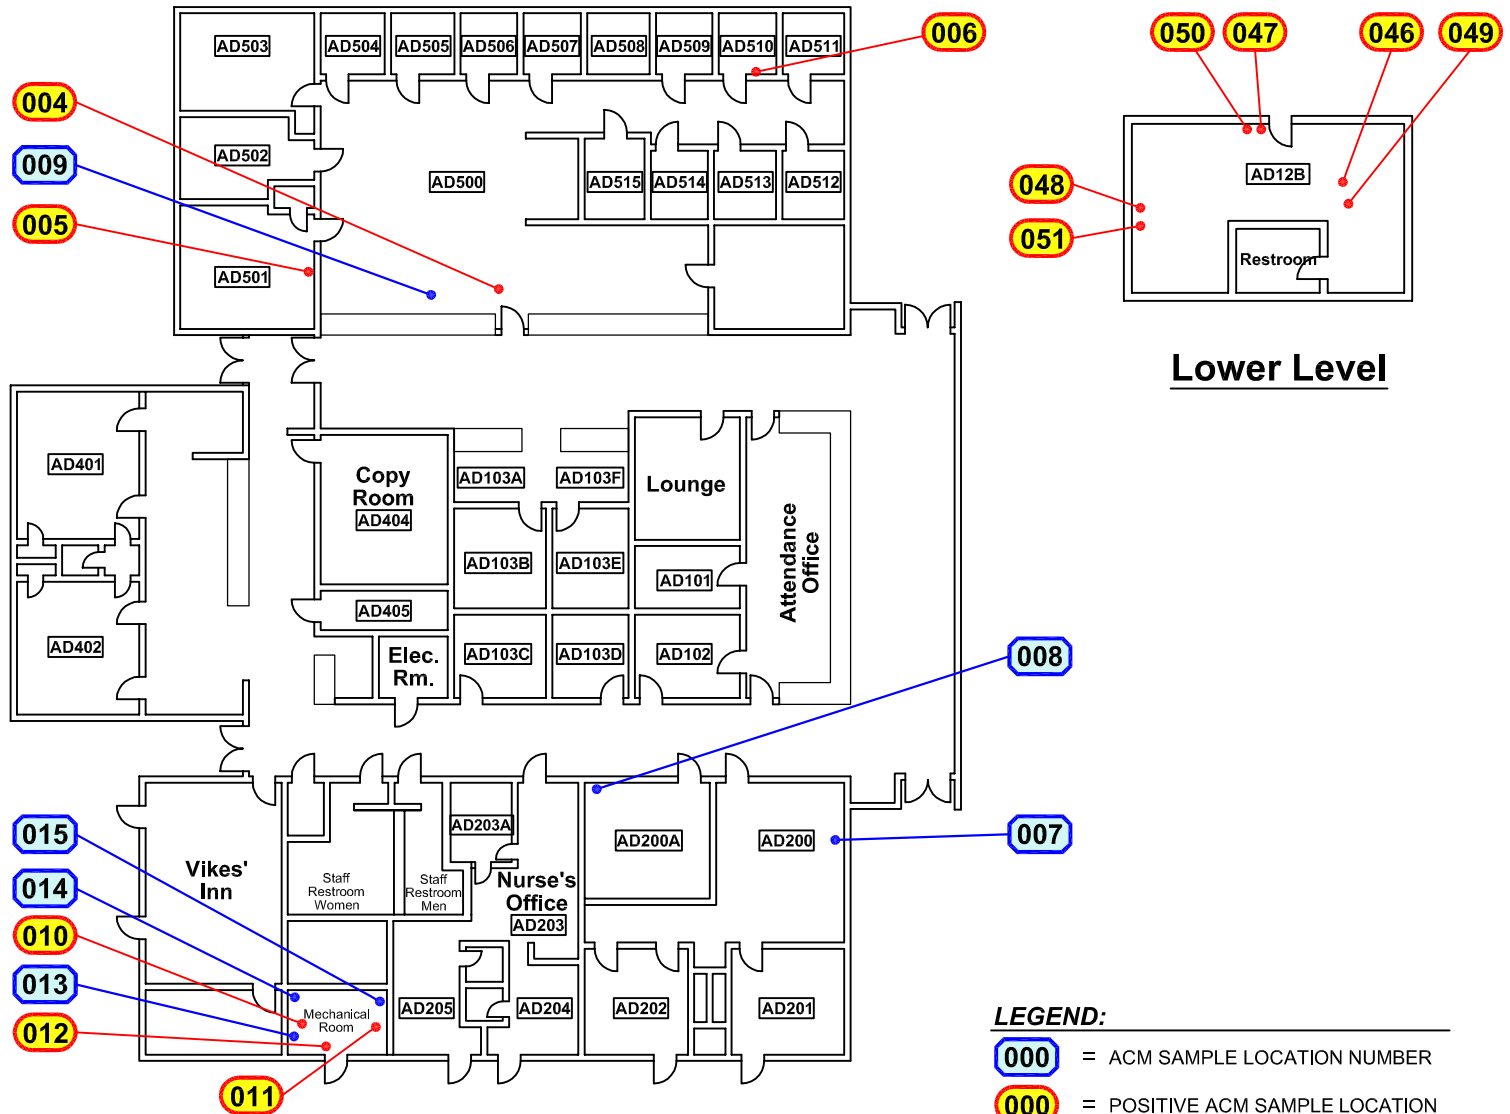 AD503
AD504
AD505
AD506
AD507
AD508
AD509
AD510
AD511
006
050
047
046
049
004
009
005
AD502
AD500
AD515
AD514
AD513
AD512
AD501
AD12B
048
051
Restroom
Lower Level
AD401
Copy
Room
AD404
AD103A
AD103F
Lounge
AD103B
AD103E
AD101
Attendance
Office
AD405
AD402
Elec.
Rm.
AD103C
AD103D
AD102
008
007
015
014
010
013
012
011
Vikes'
Inn
Staff
Restroom
Women
Staff
Restroom
Men
AD203A
Nurse's
Office
AD203
AD200A
AD200
Mechanical
Room
AD205
AD204
AD202
AD201
LEGEND:
000 = ACM SAMPLE LOCATION NUMBER
000 = POSITIVE ACM SAMPLE LOCATION